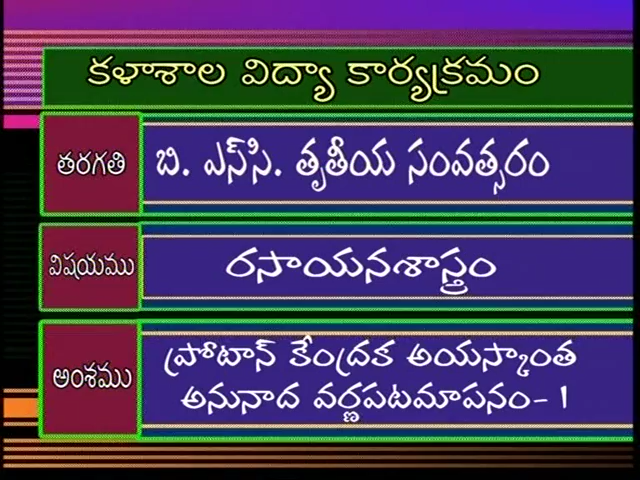 కళాశాల విద్యా కార్యక్రమం
తరగతి
బి. ఎస్‌సి. తృతీయ సంవత్సరం
విషయము
రసాయనశాస్త్రం
అంశము
ప్రోటాన్ కేంద్రక అయస్కాంత
అనునాద వర్ణపటమాపనం-1